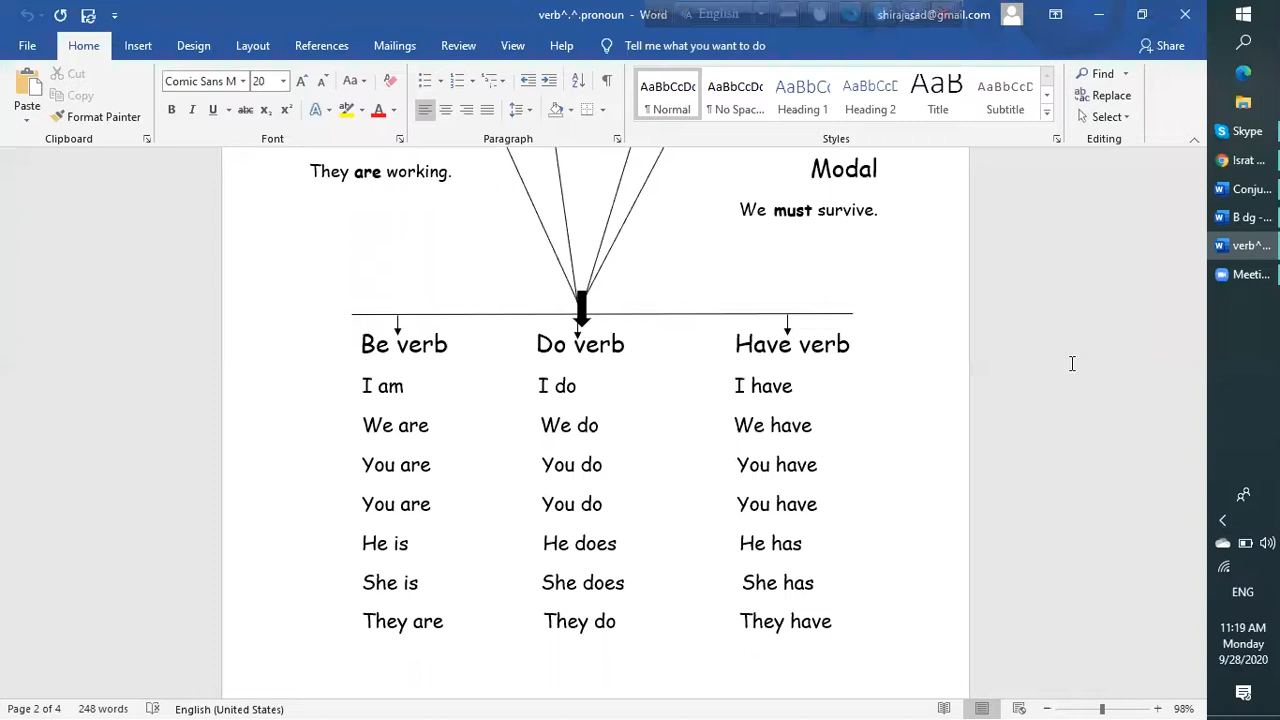 verb^.^.pronoun - Word
English
shirajasad@gmail.com
File Home Insert Design Layout References Mailings Review View Help Tell me what you want to do Share
Paste
Cut
Copy
Format Painter
Clipboard
Comic Sans M 20
Font
Paragraph
AaBbCcDc AaBbCcDc AaBbCc AaBbCcD AaB AaBbCcD
¶ Normal ¶ No Spac... Heading 1 Heading 2 Title Subtitle
Styles
Find
Replace
Select
Editing
They are working.
Modal
We must survive.
Be verb Do verb Have verb
I am I do I have
We are We do We have
You are You do You have
You are You do You have
He is He does He has
She is She does She has
They are They do They have
Page 2 of 4 248 words English (United States) 98%
Skype
Israt ...
Conju...
B dg -...
verb^...
Meeti...
ENG
11:19 AM
Monday
9/28/2020